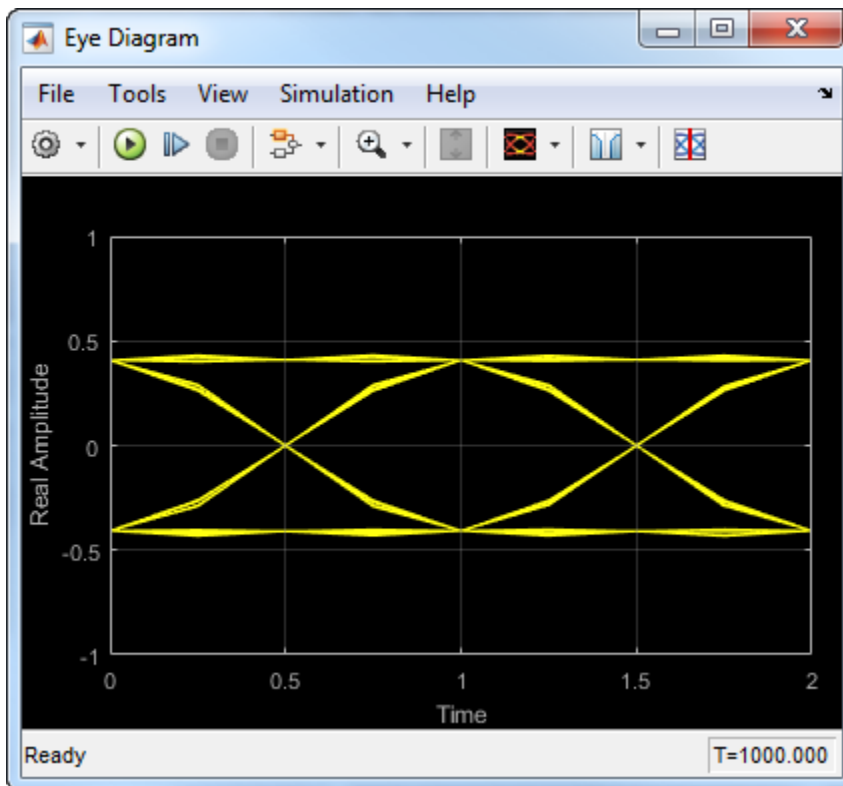 Eye Diagram
File Tools View Simulation Help
1
0.5
0
-0.5
-1
Real Amplitude
0 0.5 1 1.5 2
Time
Ready T=1000.000